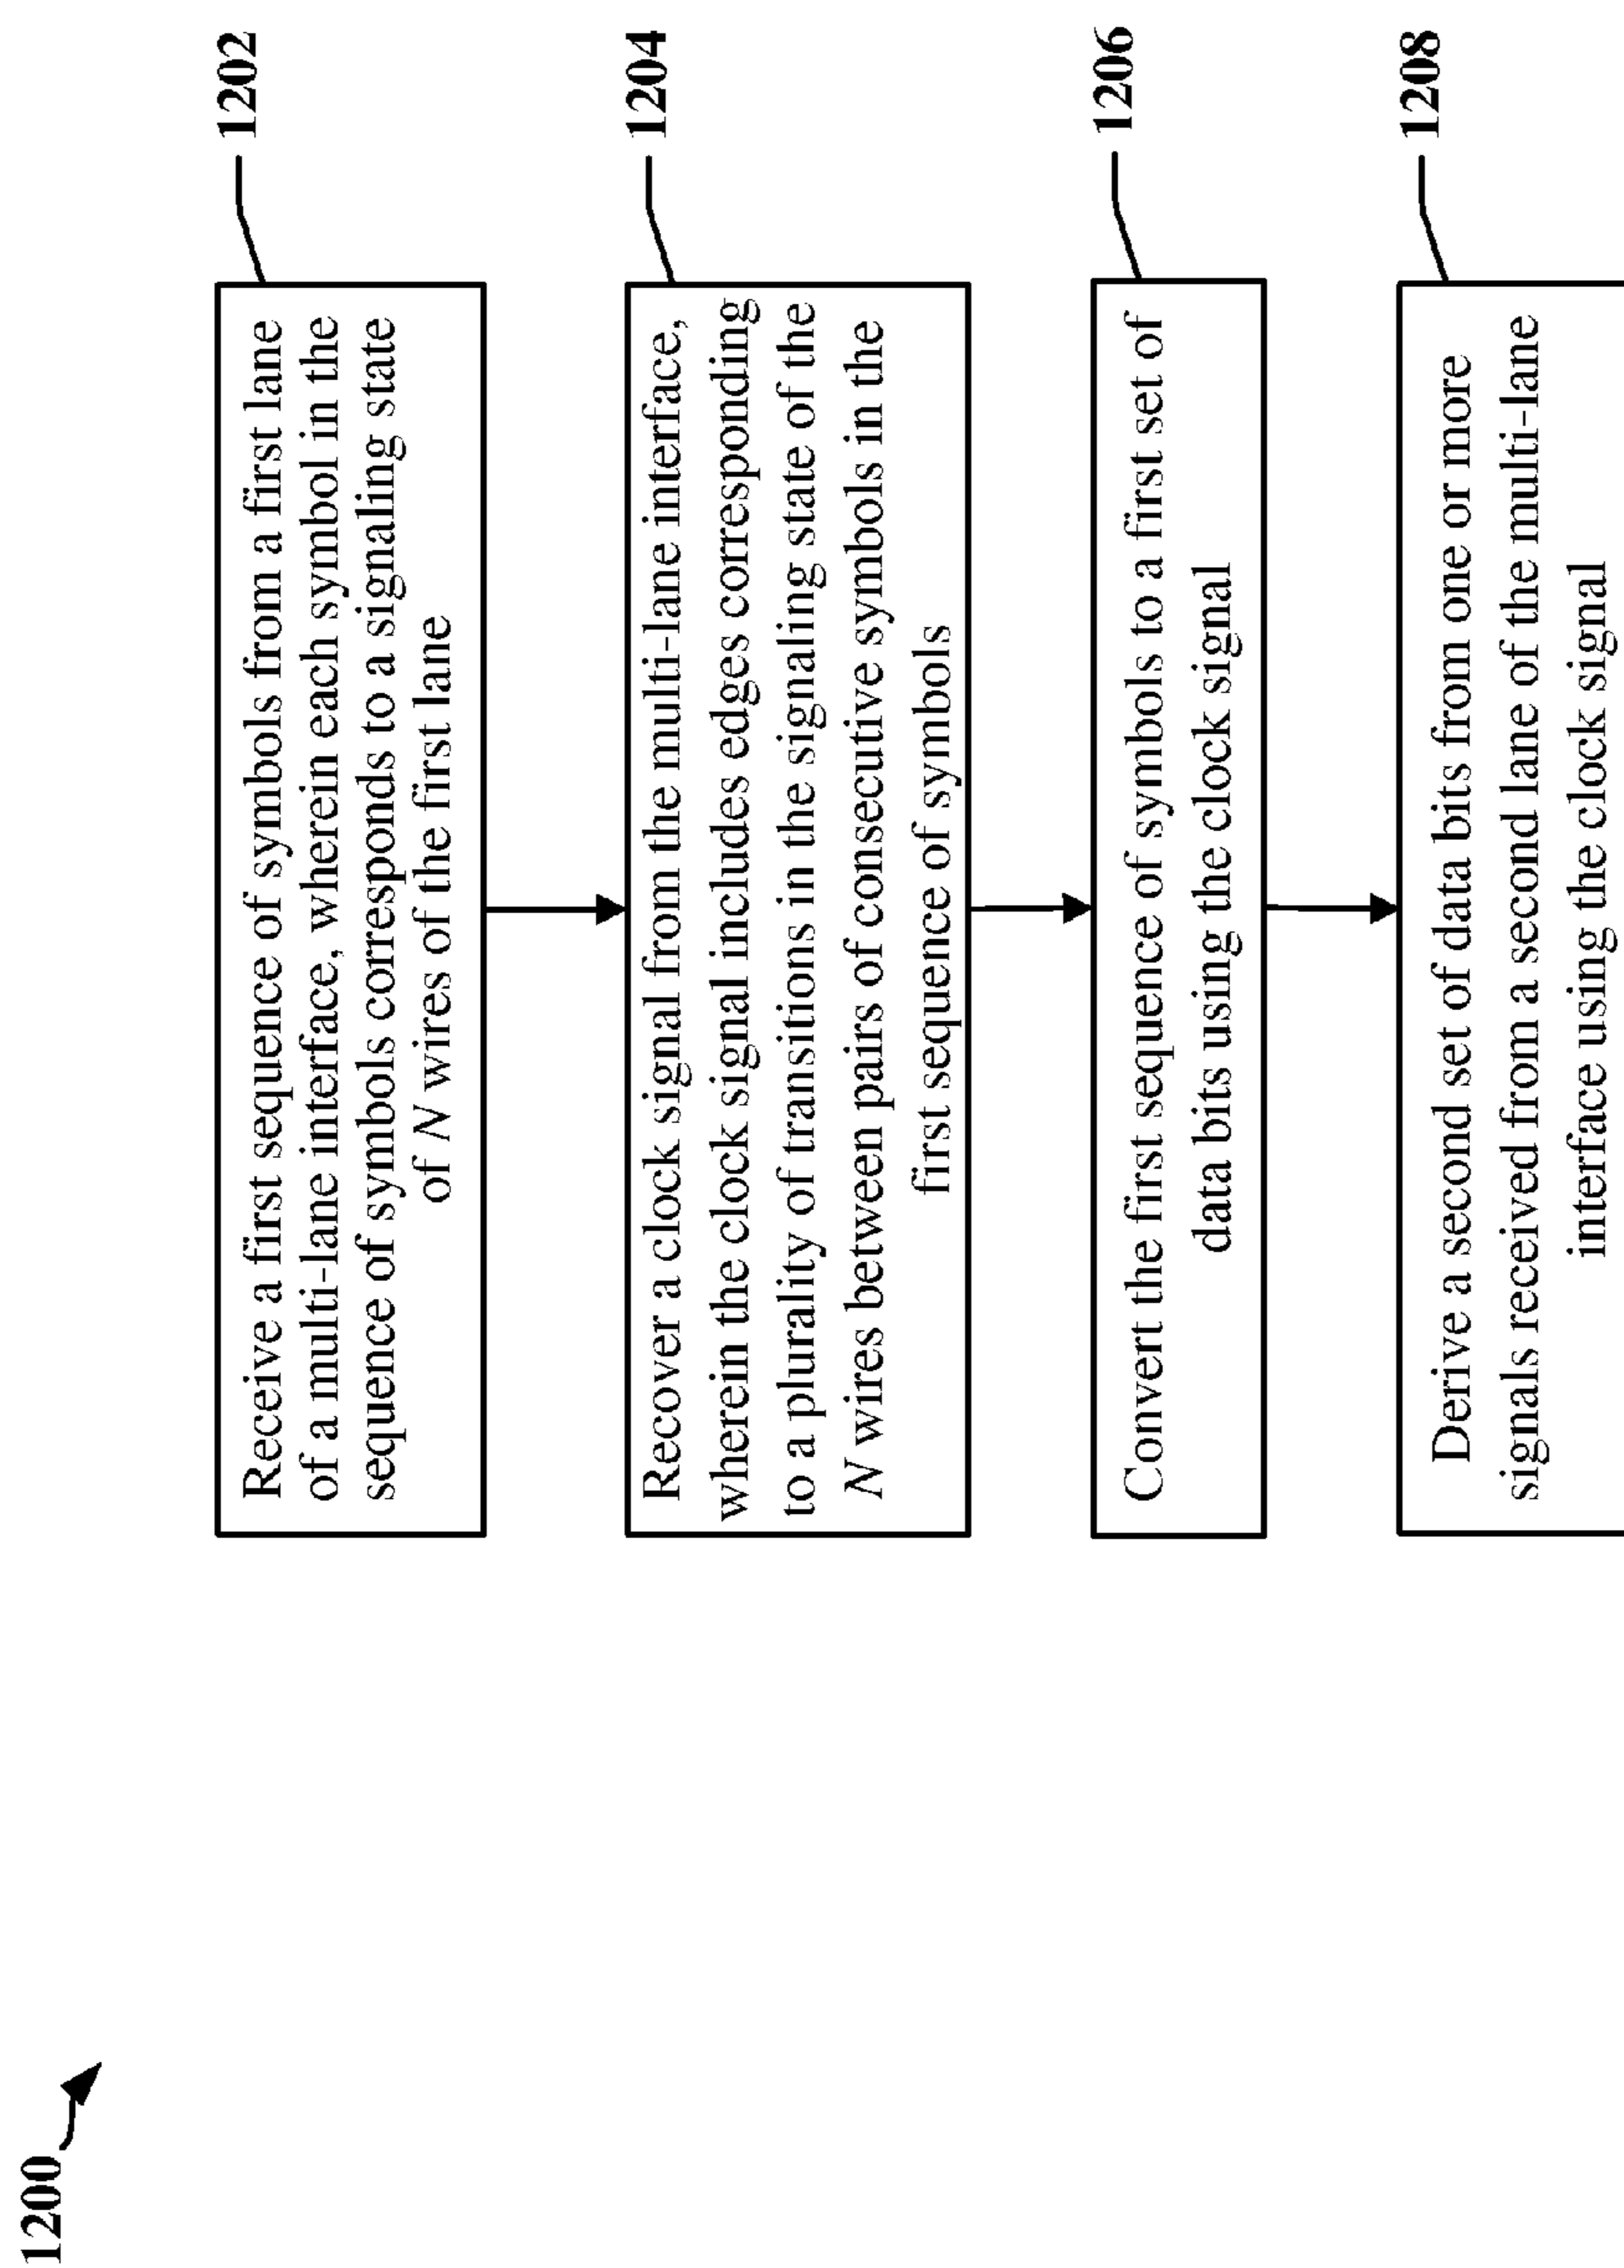 1200
1202
Receive a first sequence of symbols from a first lane
of a multi-lane interface, wherein each symbol in the
sequence of symbols corresponds to a signaling state
of N wires of the first lane
1204
Recover a clock signal from the multi-lane interface,
wherein the clock signal includes edges corresponding
to a plurality of transitions in the signaling state of the
N wires between pairs of consecutive symbols in the
first sequence of symbols
1206
Convert the first sequence of symbols to a first set of
data bits using the clock signal
1208
Derive a second set of data bits from one or more
signals received from a second lane of the multi-lane
interface using the clock signal